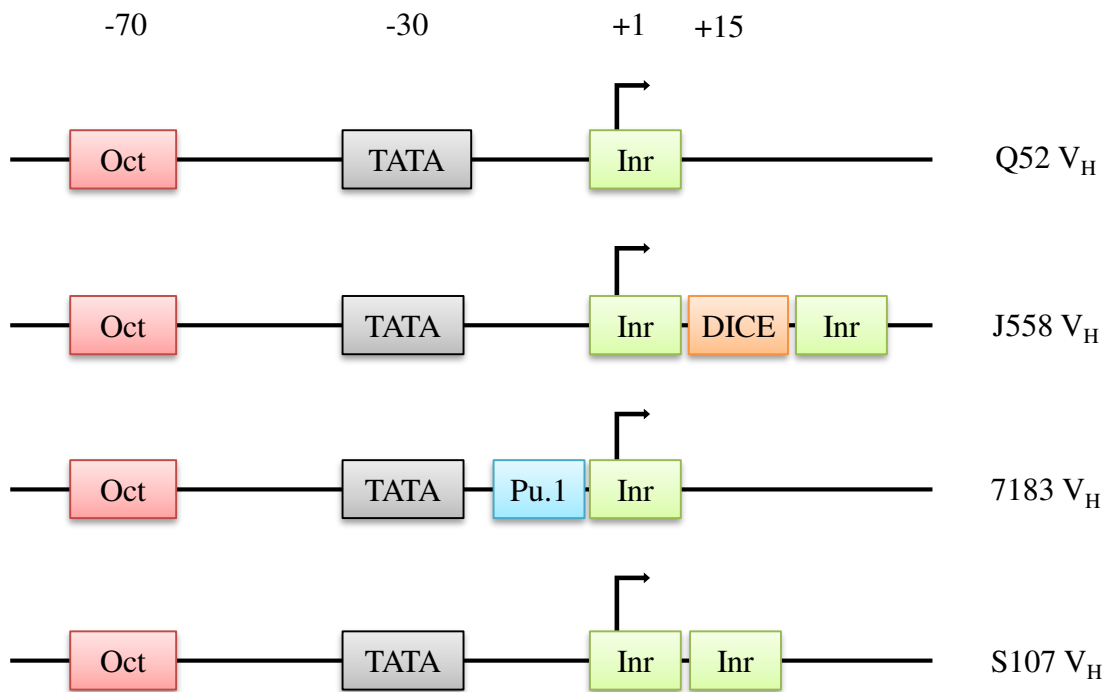 -70 -30 +1 +15
Oct TATA Inr Q52 V_H
Oct TATA Inr DICE Inr J558 V_H
Oct TATA Pu.1 Inr 7183 V_H
Oct TATA Inr Inr S107 V_H